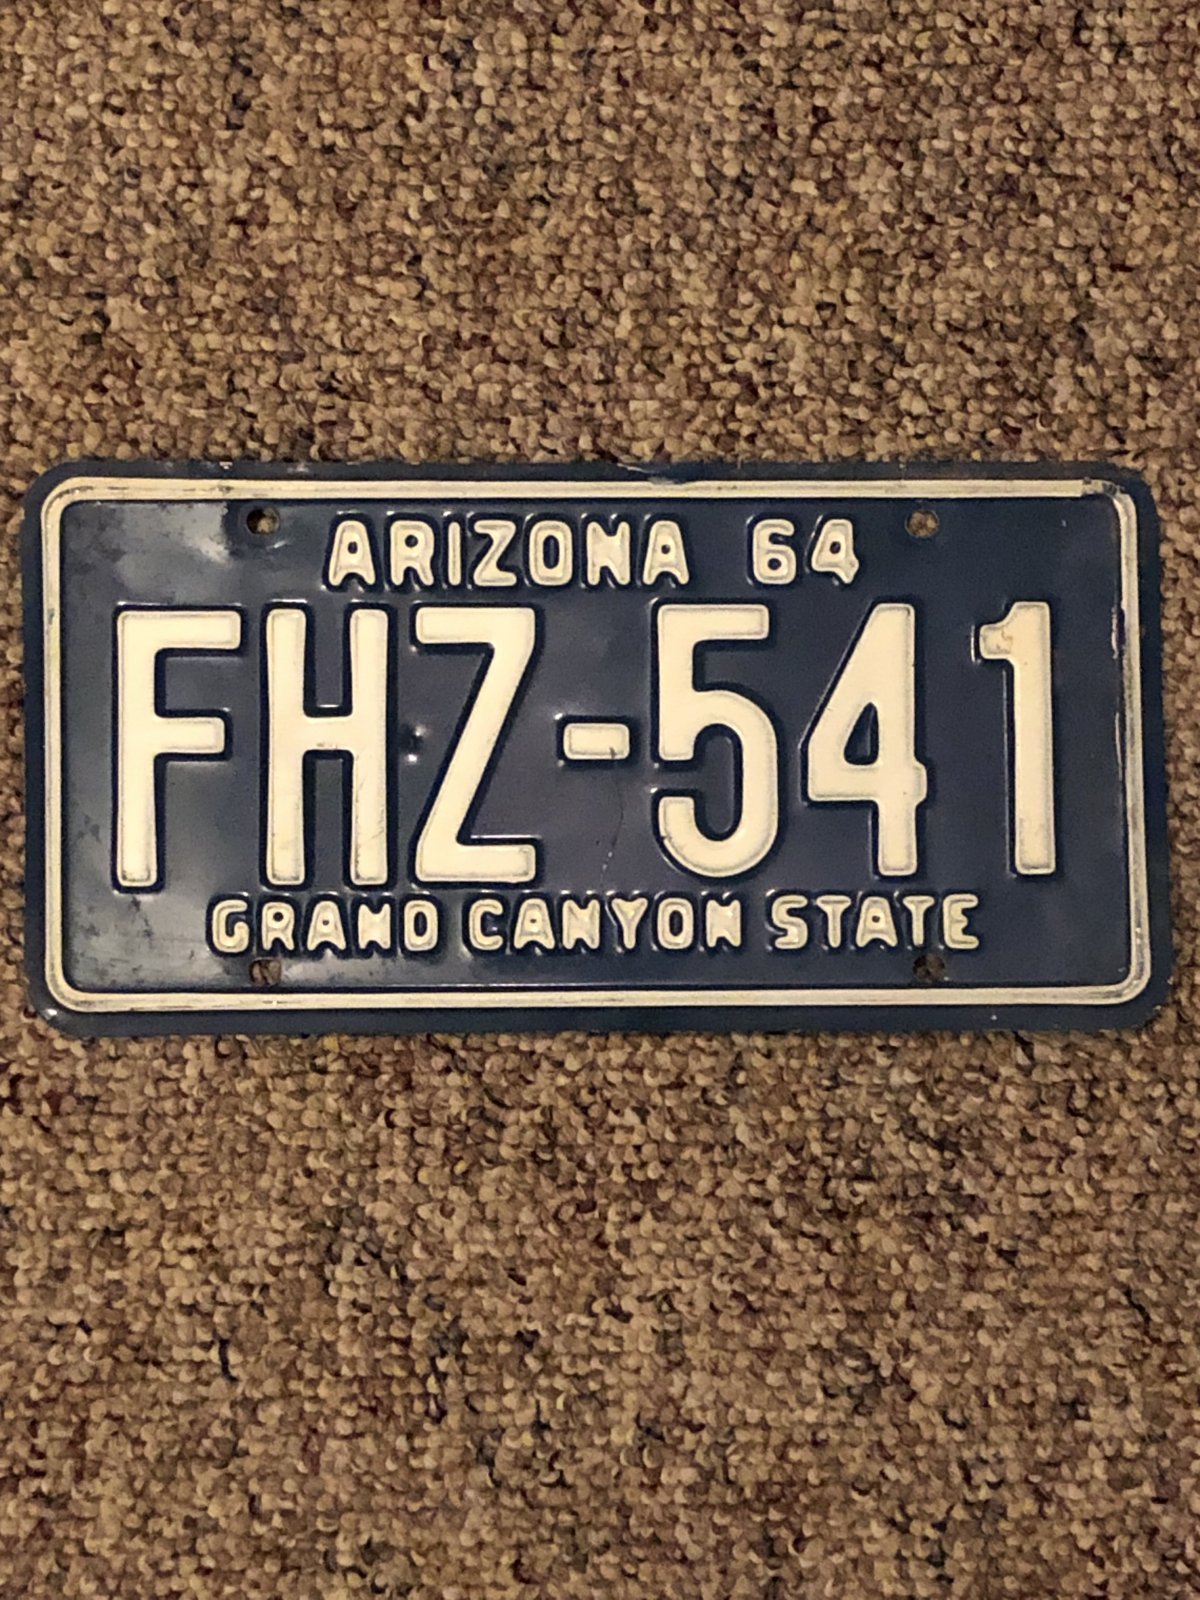 ARIZONA 64
FHZ-541
GRAND CANYON STATE